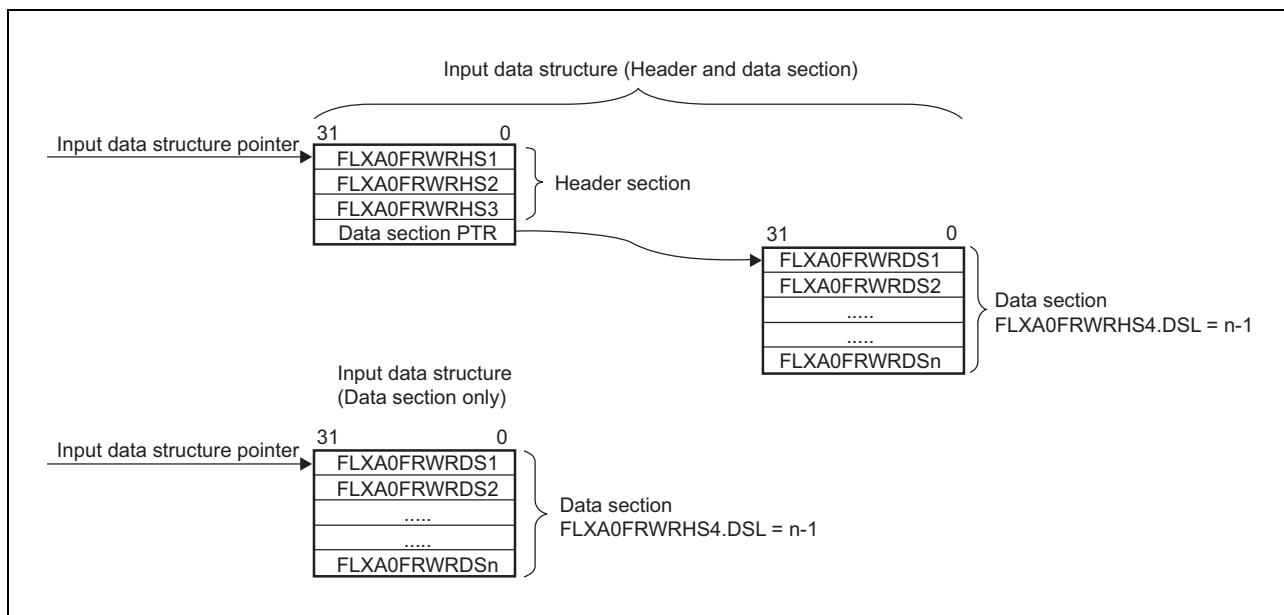 Input data structure (Header and data section)
Input data structure pointer
31 0
FLXA0FRWRHS1
FLXA0FRWRHS2
FLXA0FRWRHS3
Data section PTR
Header section
31 0
FLXA0FRWRDS1
FLXA0FRWRDS2
.....
.....
FLXA0FRWRDSn
Data section
FLXA0FRWRHS4.DSL = n-1
Input data structure
(Data section only)
Input data structure pointer
31 0
FLXA0FRWRDS1
FLXA0FRWRDS2
.....
.....
FLXA0FRWRDSn
Data section
FLXA0FRWRHS4.DSL = n-1